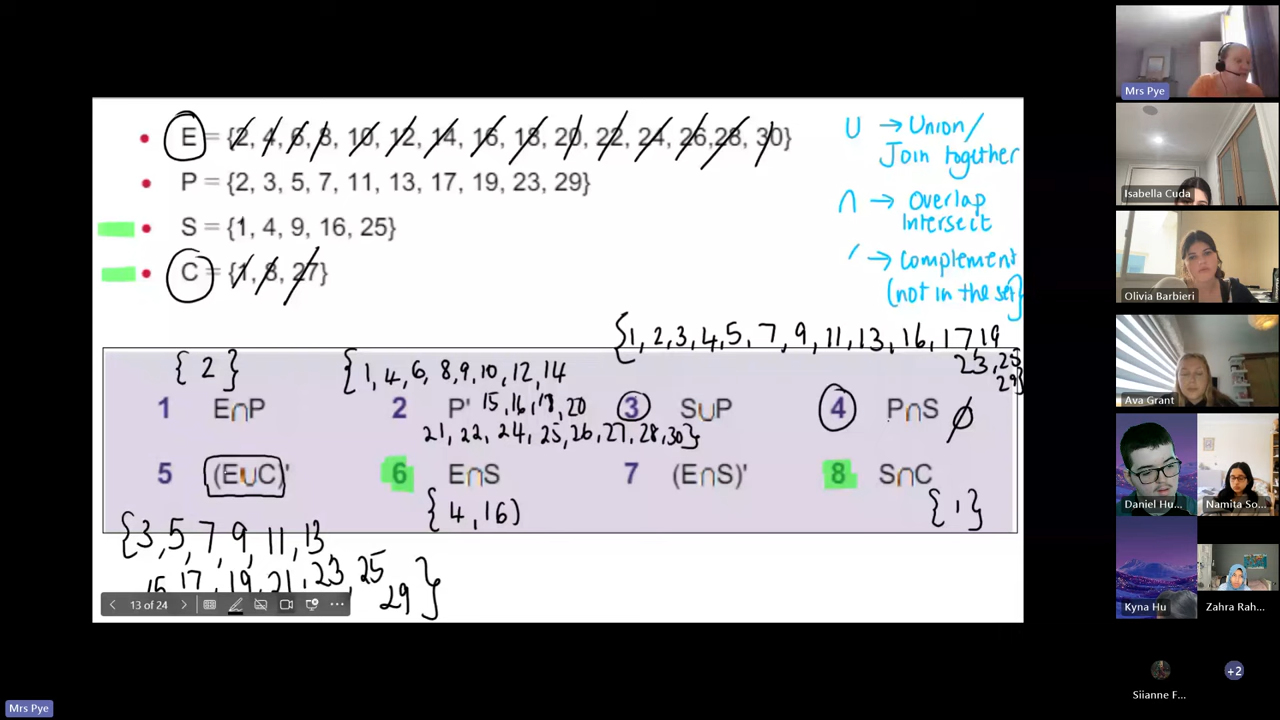 • E = {2, 4, 6, 8, 10, 12, 14, 16, 18, 20, 22, 24, 26, 28, 30}
• P = {2, 3, 5, 7, 11, 13, 17, 19, 23, 29}
• S = {1, 4, 9, 16, 25}
• C = {1, 8, 27}
∪ → Union/
Join together
∩ → Overlap
Intersect
′ → Complement
(not in the set}
{1, 2, 3, 4, 5, 7, 9, 11, 13, 16, 17 19
23, 25
29}
{ 2 }
{1, 4, 6, 8, 9, 10, 12, 14
1 E∩P
2 P' 15, 16, 18, 20
21, 22, 24, 25, 26, 27, 28, 30}
3 S∪P
4 P∩S ∅
5 (E∪C)'
6 E∩S
7 (E∩S)'
8 S∩C
{ 4, 16)
{ 1 }
{3, 5, 7, 9, 11, 13
15, 17, 19, 21, 23, 25
29 }
13 of 24
Mrs Pye
Isabella Cuda
Olivia Barbieri
Ava Grant
Daniel Hu...
Namita So...
Kyna Hu
Zahra Rah...
Siianne F...
+2
Mrs Pye